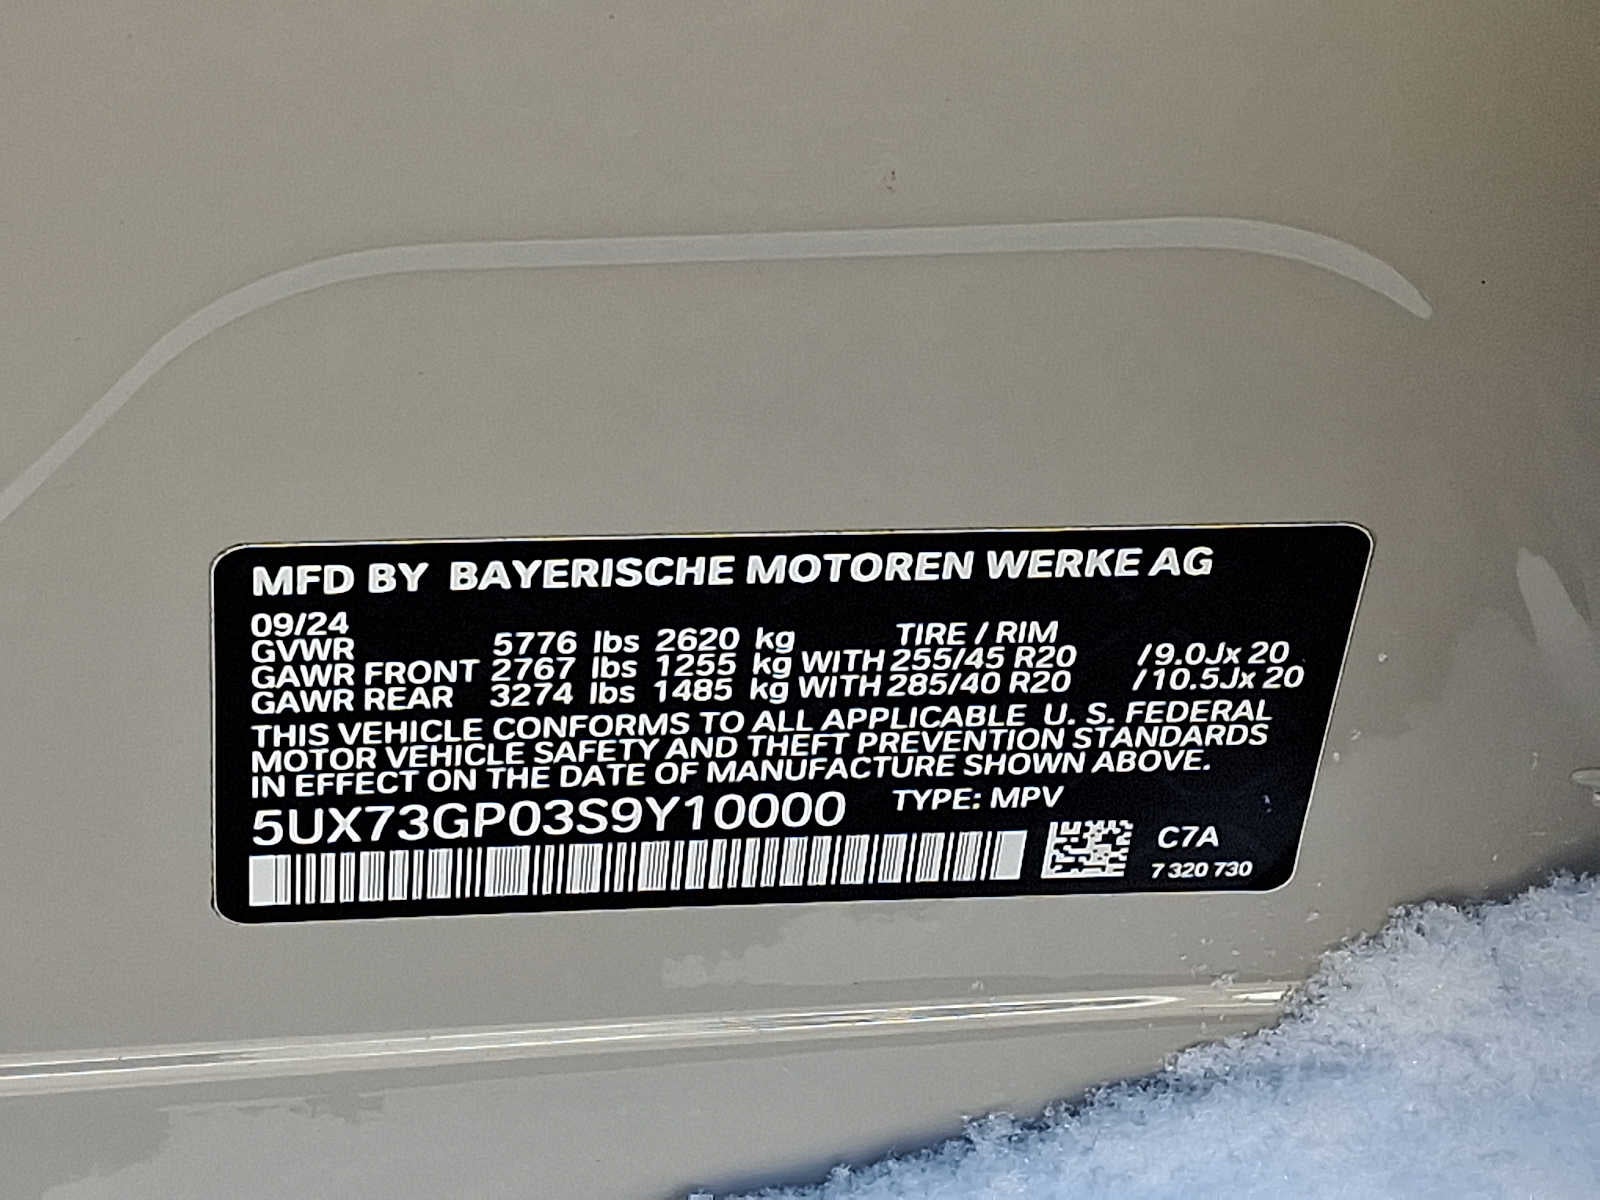 MFD BY BAYERISCHE MOTOREN WERKE AG
09/24
GVWR 5776 lbs 2620 kg TIRE / RIM
GAWR FRONT 2767 lbs 1255 kg WITH 255/45 R20 /9.0Jx 20
GAWR REAR 3274 lbs 1485 kg WITH 285/40 R20 /10.5Jx 20
THIS VEHICLE CONFORMS TO ALL APPLICABLE U. S. FEDERAL
MOTOR VEHICLE SAFETY AND THEFT PREVENTION STANDARDS
IN EFFECT ON THE DATE OF MANUFACTURE SHOWN ABOVE.
5UX73GP03S9Y10000 TYPE: MPV
C7A
7 320 730